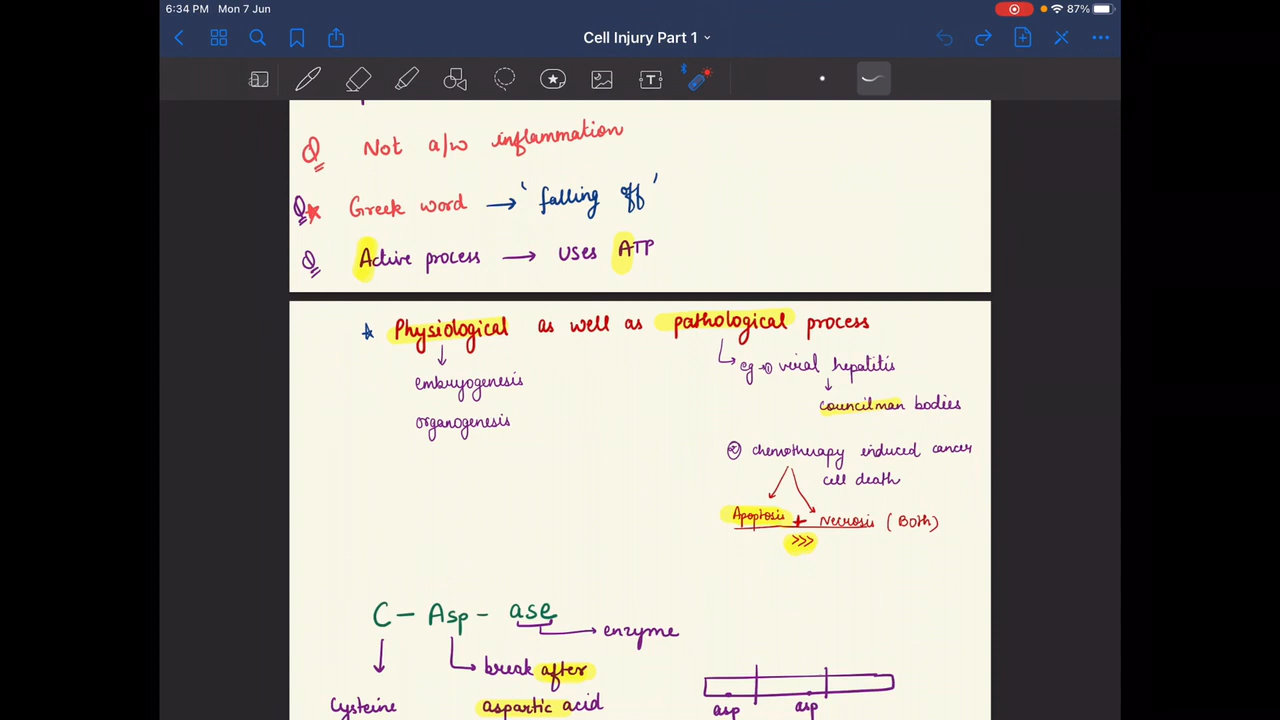 6:34 PM Mon 7 Jun
87%
Cell Injury Part 1
T
Q Not a/w inflammation
Q Greek word → 'falling off'
Q Active process → uses ATP
Physiological as well as pathological process
embryogenesis
organogenesis
eg → ① viral hepatitis
councilman bodies
② chemotherapy induced cancer
cell death
Apoptosis + Necrosis (Both)
>>>
C - Asp - ase
enzyme
break after
aspartic acid
Cysteine
asp asp